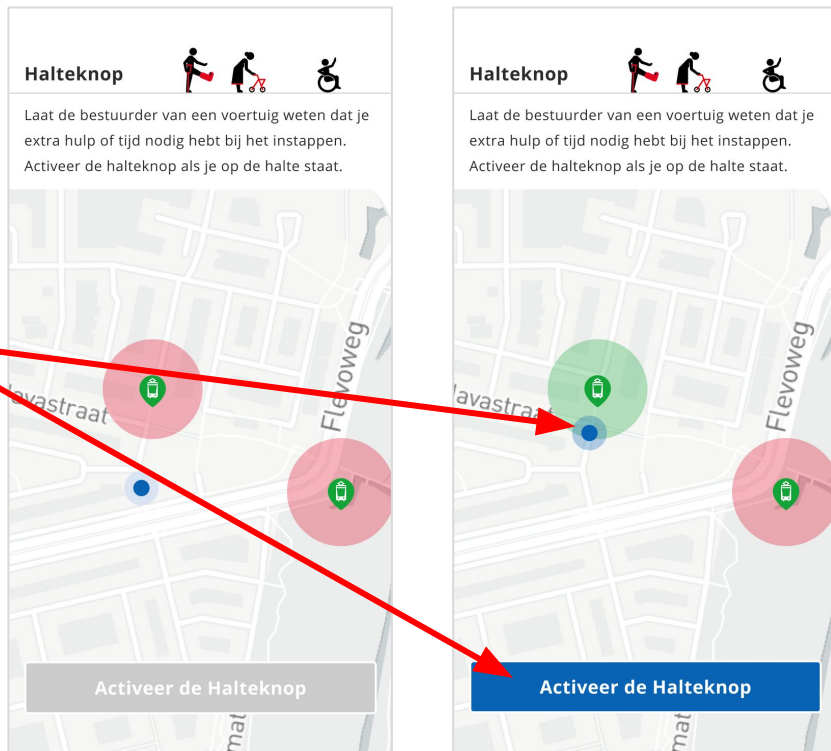 Halteknop
Laat de bestuurder van een voertuig weten dat je
extra hulp of tijd nodig hebt bij het instappen.
Activeer de halteknop als je op de halte staat.
Flevoweg
Activeer de Halteknop
Halteknop
Laat de bestuurder van een voertuig weten dat je
extra hulp of tijd nodig hebt bij het instappen.
Activeer de halteknop als je op de halte staat.
Flevoweg
Activeer de Halteknop